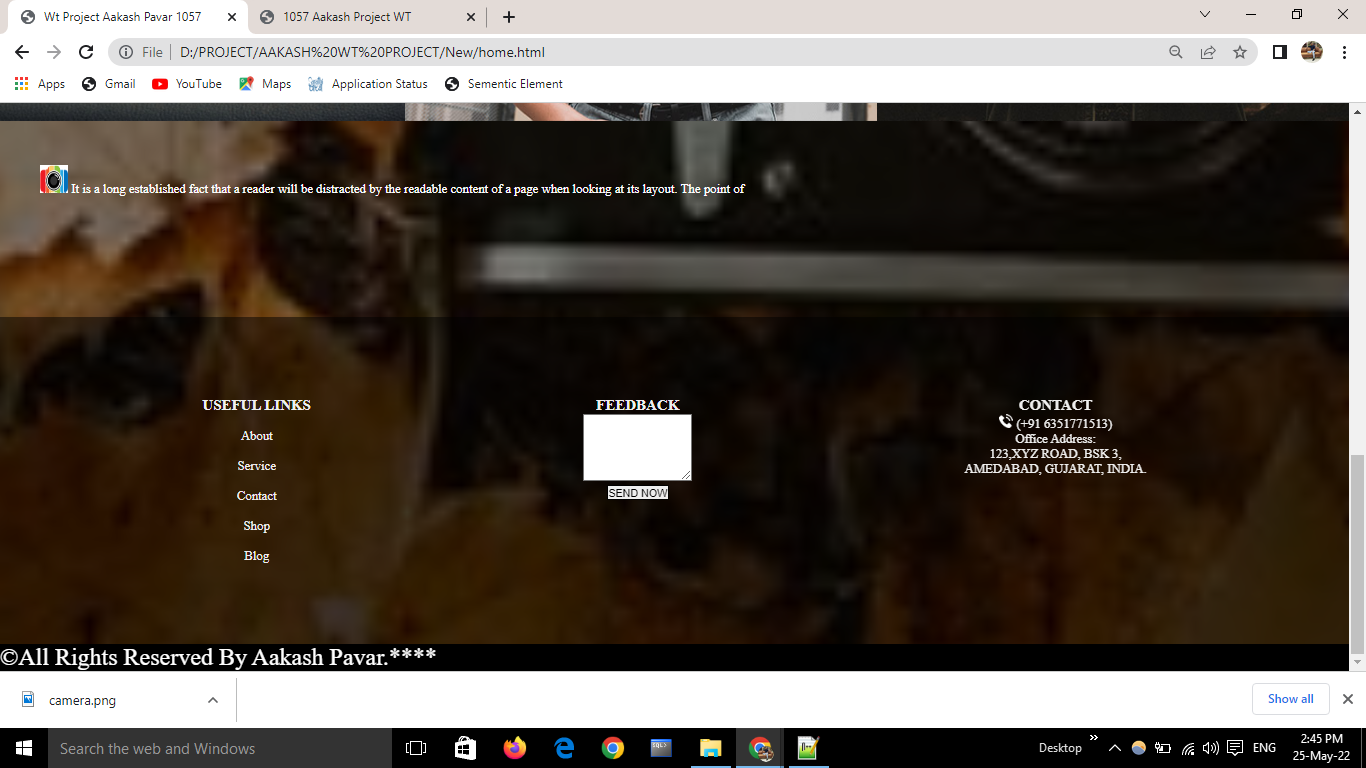 Wt Project Aakash Pavar 1057
1057 Aakash Project WT
File
D:/PROJECT/AAKASH%20WT%20PROJECT/New/home.html
Apps
Gmail
YouTube
Maps
Application Status
Sementic Element
It is a long established fact that a reader will be distracted by the readable content of a page when looking at its layout. The point of
USEFUL LINKS
About
Service
Contact
Shop
Blog
FEEDBACK
SEND NOW
CONTACT
(+91 6351771513)
Office Address:
123,XYZ ROAD, BSK 3,
AMEDABAD, GUJARAT, INDIA.
©All Rights Reserved By Aakash Pavar.****
camera.png
Show all
Search the web and Windows
Desktop
ENG
2:45 PM
25-May-22